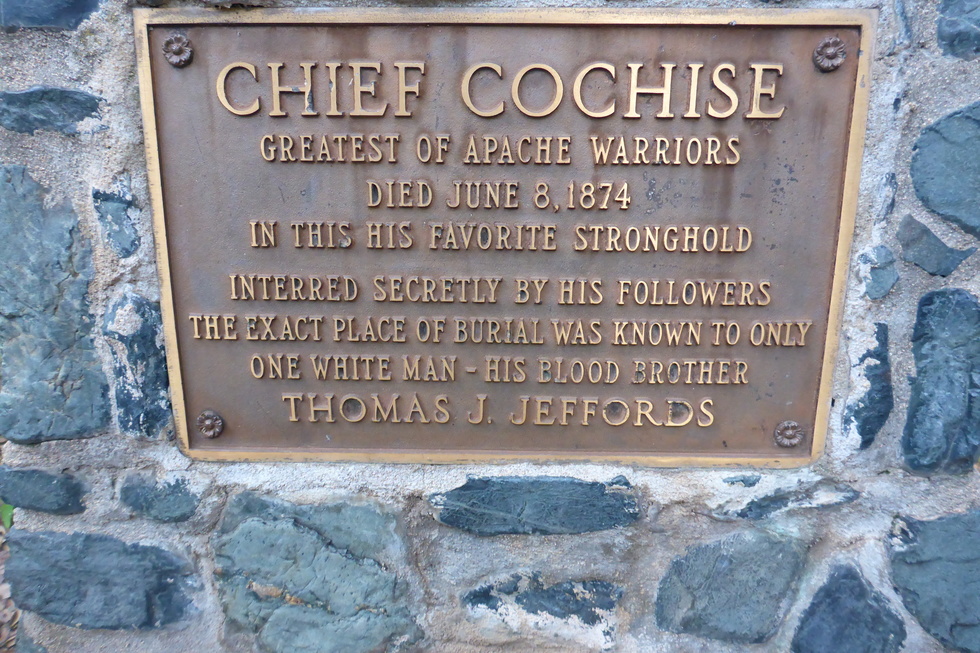 CHIEF COCHISE
GREATEST OF APACHE WARRIORS
DIED JUNE 8, 1874
IN THIS HIS FAVORITE STRONGHOLD
INTERRED SECRETLY BY HIS FOLLOWERS
THE EXACT PLACE OF BURIAL WAS KNOWN TO ONLY
ONE WHITE MAN - HIS BLOOD BROTHER
THOMAS J. JEFFORDS